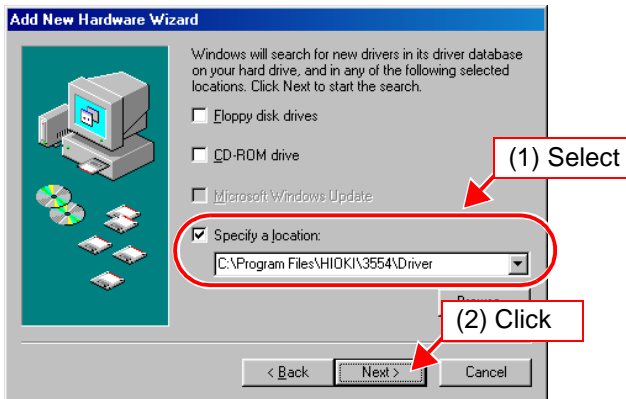 Add New Hardware Wizard
Windows will search for new drivers in its driver database
on your hard drive, and in any of the following selected
locations. Click Next to start the search.
Floppy disk drives
CD-ROM drive
(1) Select
Microsoft Windows Update
Specify a location:
C:\Program Files\HIOKI\3554\Driver
(2) Click
< Back
Next >
Cancel